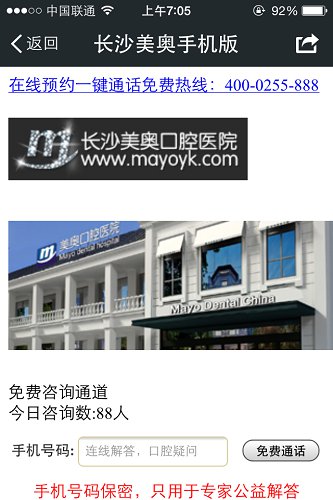 中国联通
上午7:05
92%
返回
长沙美奥手机版
在线预约一键通话免费热线：400-0255-888
mj 长沙美奥口腔医院
www.mayoyk.com
美奥口腔医院
Mayo dental hospital
Mayo Dental China
免费咨询通道
今日咨询数:88人
手机号码: 连线解答，口腔疑问 免费通话
手机号码保密，只用于专家公益解答